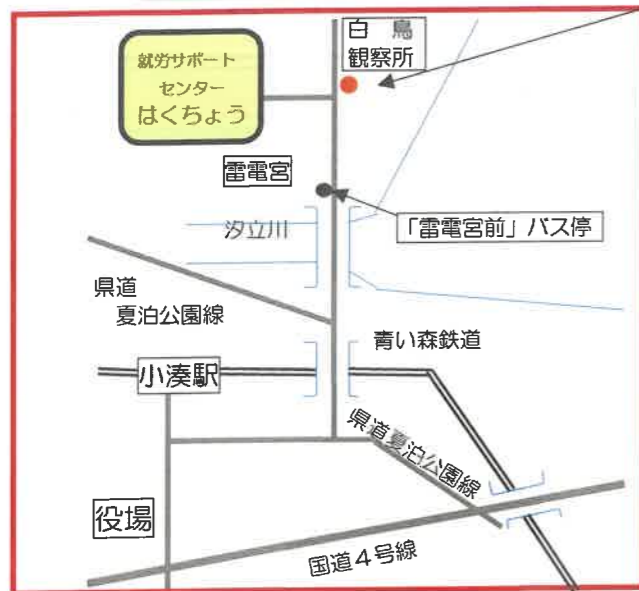 白 鳥
観察所
就労サポート
センター
はくちょう
雷電宮
「雷電宮前」バス停
汐立川
県道
夏泊公園線
青い森鉄道
小湊駅
県道夏泊公園線
役場
国道4号線